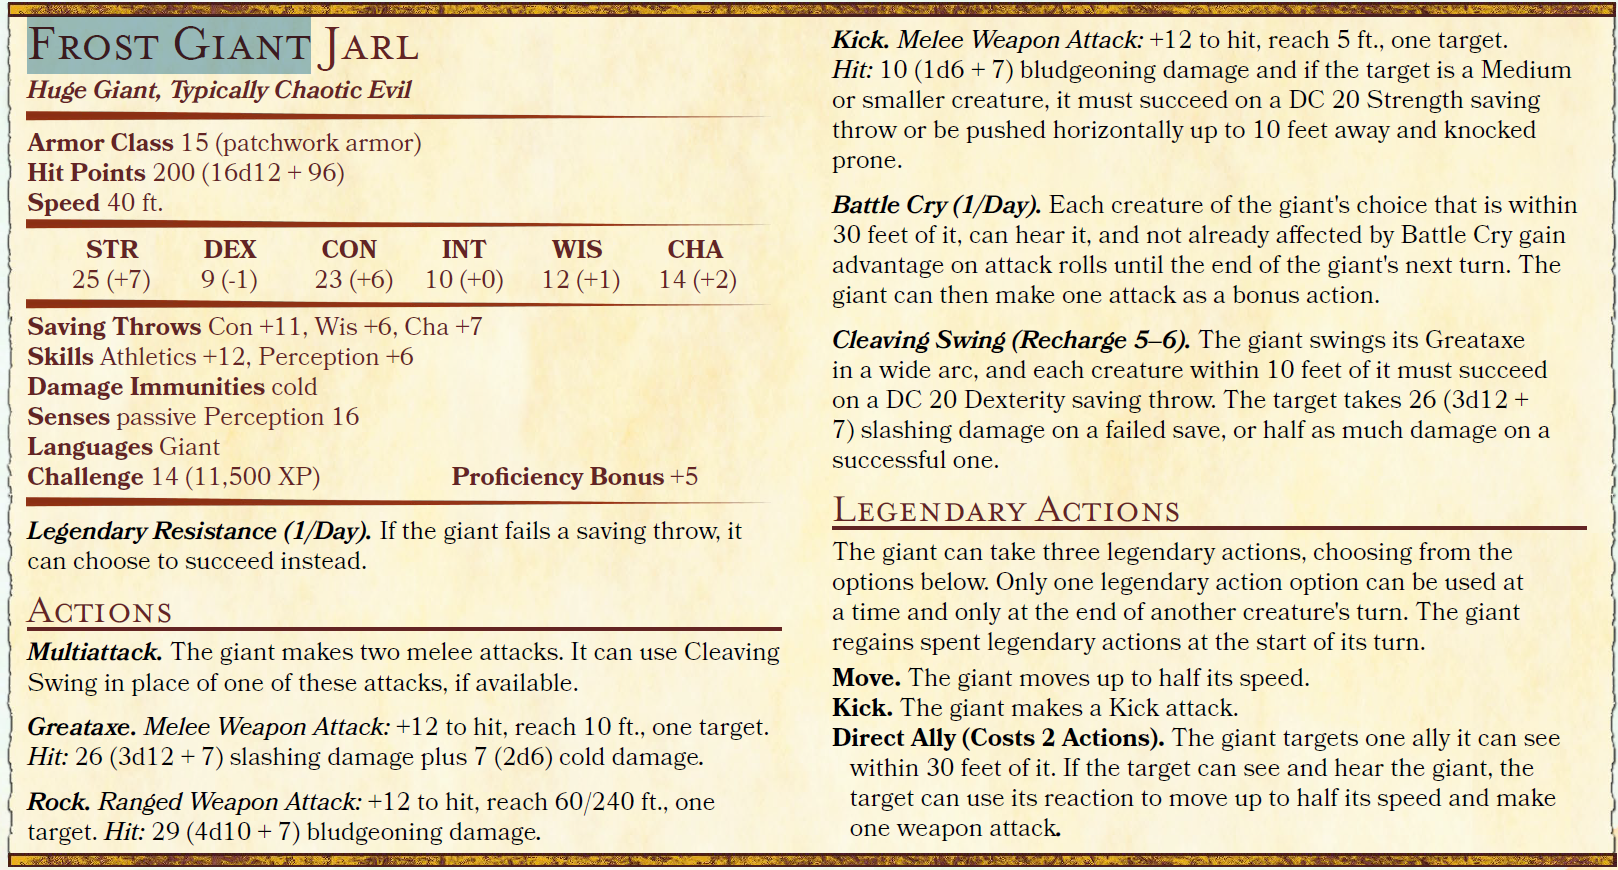 Frost Giant Jarl
Huge Giant, Typically Chaotic Evil
Armor Class 15 (patchwork armor)
Hit Points 200 (16d12 + 96)
Speed 40 ft.
STR DEX CON INT WIS CHA
25 (+7) 9 (-1) 23 (+6) 10 (+0) 12 (+1) 14 (+2)
Saving Throws Con +11, Wis +6, Cha +7
Skills Athletics +12, Perception +6
Damage Immunities cold
Senses passive Perception 16
Languages Giant
Challenge 14 (11,500 XP) Proficiency Bonus +5
Legendary Resistance (1/Day). If the giant fails a saving throw, it
can choose to succeed instead.
Actions
Multiattack. The giant makes two melee attacks. It can use Cleaving
Swing in place of one of these attacks, if available.
Greataxe. Melee Weapon Attack: +12 to hit, reach 10 ft., one target.
Hit: 26 (3d12 + 7) slashing damage plus 7 (2d6) cold damage.
Rock. Ranged Weapon Attack: +12 to hit, reach 60/240 ft., one
target. Hit: 29 (4d10 + 7) bludgeoning damage.
Kick. Melee Weapon Attack: +12 to hit, reach 5 ft., one target.
Hit: 10 (1d6 + 7) bludgeoning damage and if the target is a Medium
or smaller creature, it must succeed on a DC 20 Strength saving
throw or be pushed horizontally up to 10 feet away and knocked
prone.
Battle Cry (1/Day). Each creature of the giant's choice that is within
30 feet of it, can hear it, and not already affected by Battle Cry gain
advantage on attack rolls until the end of the giant's next turn. The
giant can then make one attack as a bonus action.
Cleaving Swing (Recharge 5–6). The giant swings its Greataxe
in a wide arc, and each creature within 10 feet of it must succeed
on a DC 20 Dexterity saving throw. The target takes 26 (3d12 +
7) slashing damage on a failed save, or half as much damage on a
successful one.
Legendary Actions
The giant can take three legendary actions, choosing from the
options below. Only one legendary action option can be used at
a time and only at the end of another creature's turn. The giant
regains spent legendary actions at the start of its turn.
Move. The giant moves up to half its speed.
Kick. The giant makes a Kick attack.
Direct Ally (Costs 2 Actions). The giant targets one ally it can see
within 30 feet of it. If the target can see and hear the giant, the
target can use its reaction to move up to half its speed and make
one weapon attack.